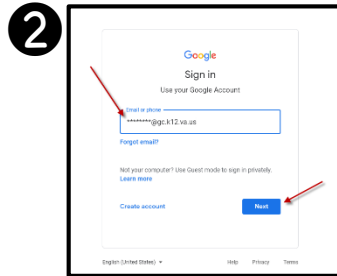 2
Google
Sign in
Use your Google Account
Email or phone
********@gc.k12.va.us
Forgot email?
Not your computer? Use Guest mode to sign in privately.
Learn more
Create account
Next
English (United States)
Help
Privacy
Terms